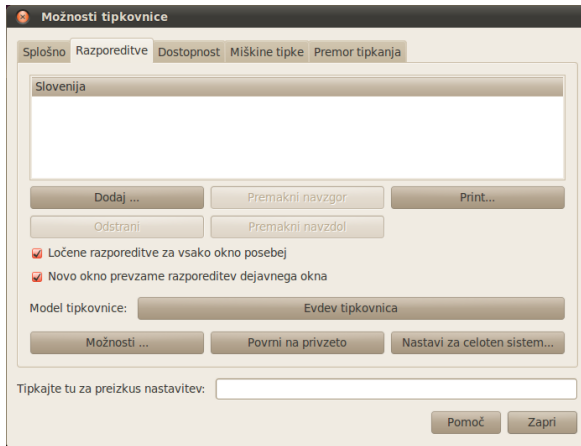 Možnosti tipkovnice
Splošno Razporeditve Dostopnost Miškine tipke Premor tipkanja
Slovenija
Dodaj ... Premakni navzgor Print...
Odstrani Premakni navzdol
Ločene razporeditve za vsako okno posebej
Novo okno prevzame razporeditev dejavnega okna
Model tipkovnice: Evdev tipkovnica
Možnosti ... Povrni na privzeto Nastavi za celoten sistem...
Tipkajte tu za preizkus nastavitev:
Pomoč Zapri